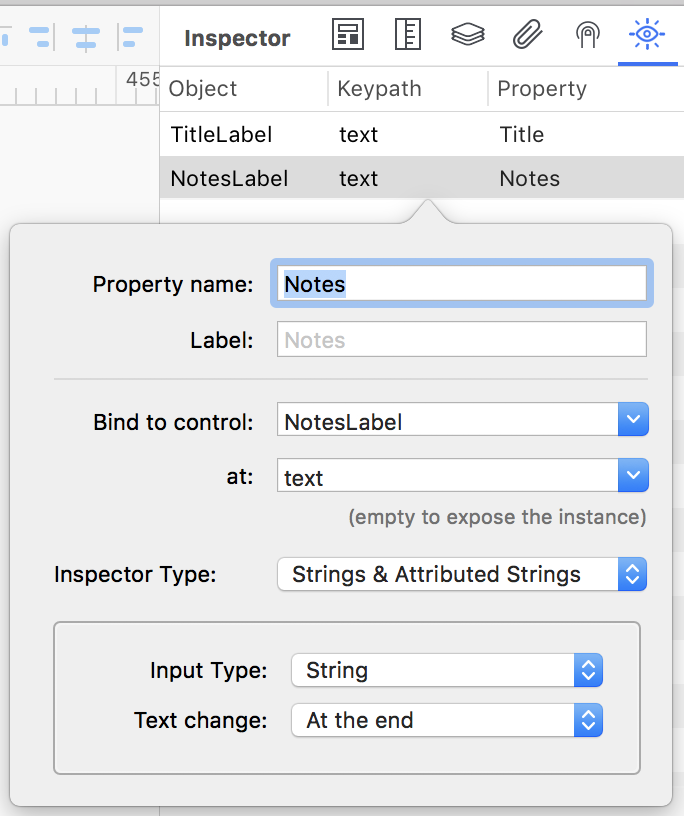 Inspector
455
Object Keypath Property
TitleLabel text Title
NotesLabel text Notes
Property name: Notes
Label: Notes
Bind to control: NotesLabel
at: text
(empty to expose the instance)
Inspector Type: Strings & Attributed Strings
Input Type: String
Text change: At the end